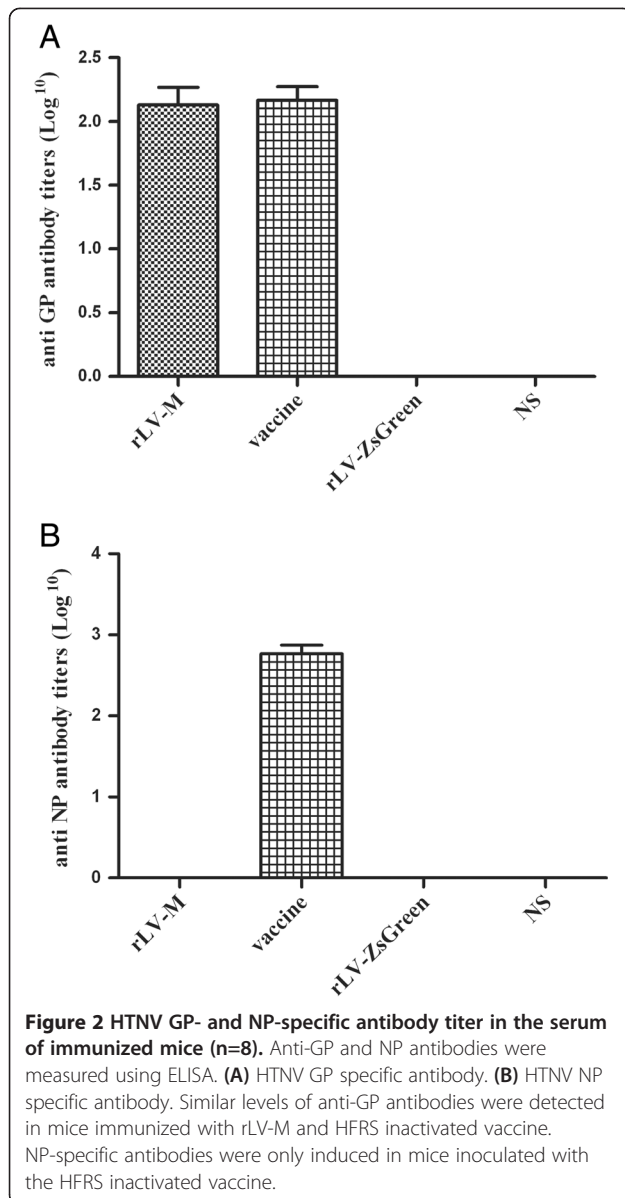 A
anti GP antibody titers (Log¹⁰)
2.5
2.0
1.5
1.0
0.5
0.0
rLV-M
vaccine
rLV-ZsGreen
NS
B
anti NP antibody titers (Log¹⁰)
4
3
2
1
0
rLV-M
vaccine
rLV-ZsGreen
NS
Figure 2 HTNV GP- and NP-specific antibody titer in the serum
of immunized mice (n=8). Anti-GP and NP antibodies were
measured using ELISA. (A) HTNV GP specific antibody. (B) HTNV NP
specific antibody. Similar levels of anti-GP antibodies were detected
in mice immunized with rLV-M and HFRS inactivated vaccine.
NP-specific antibodies were only induced in mice inoculated with
the HFRS inactivated vaccine.